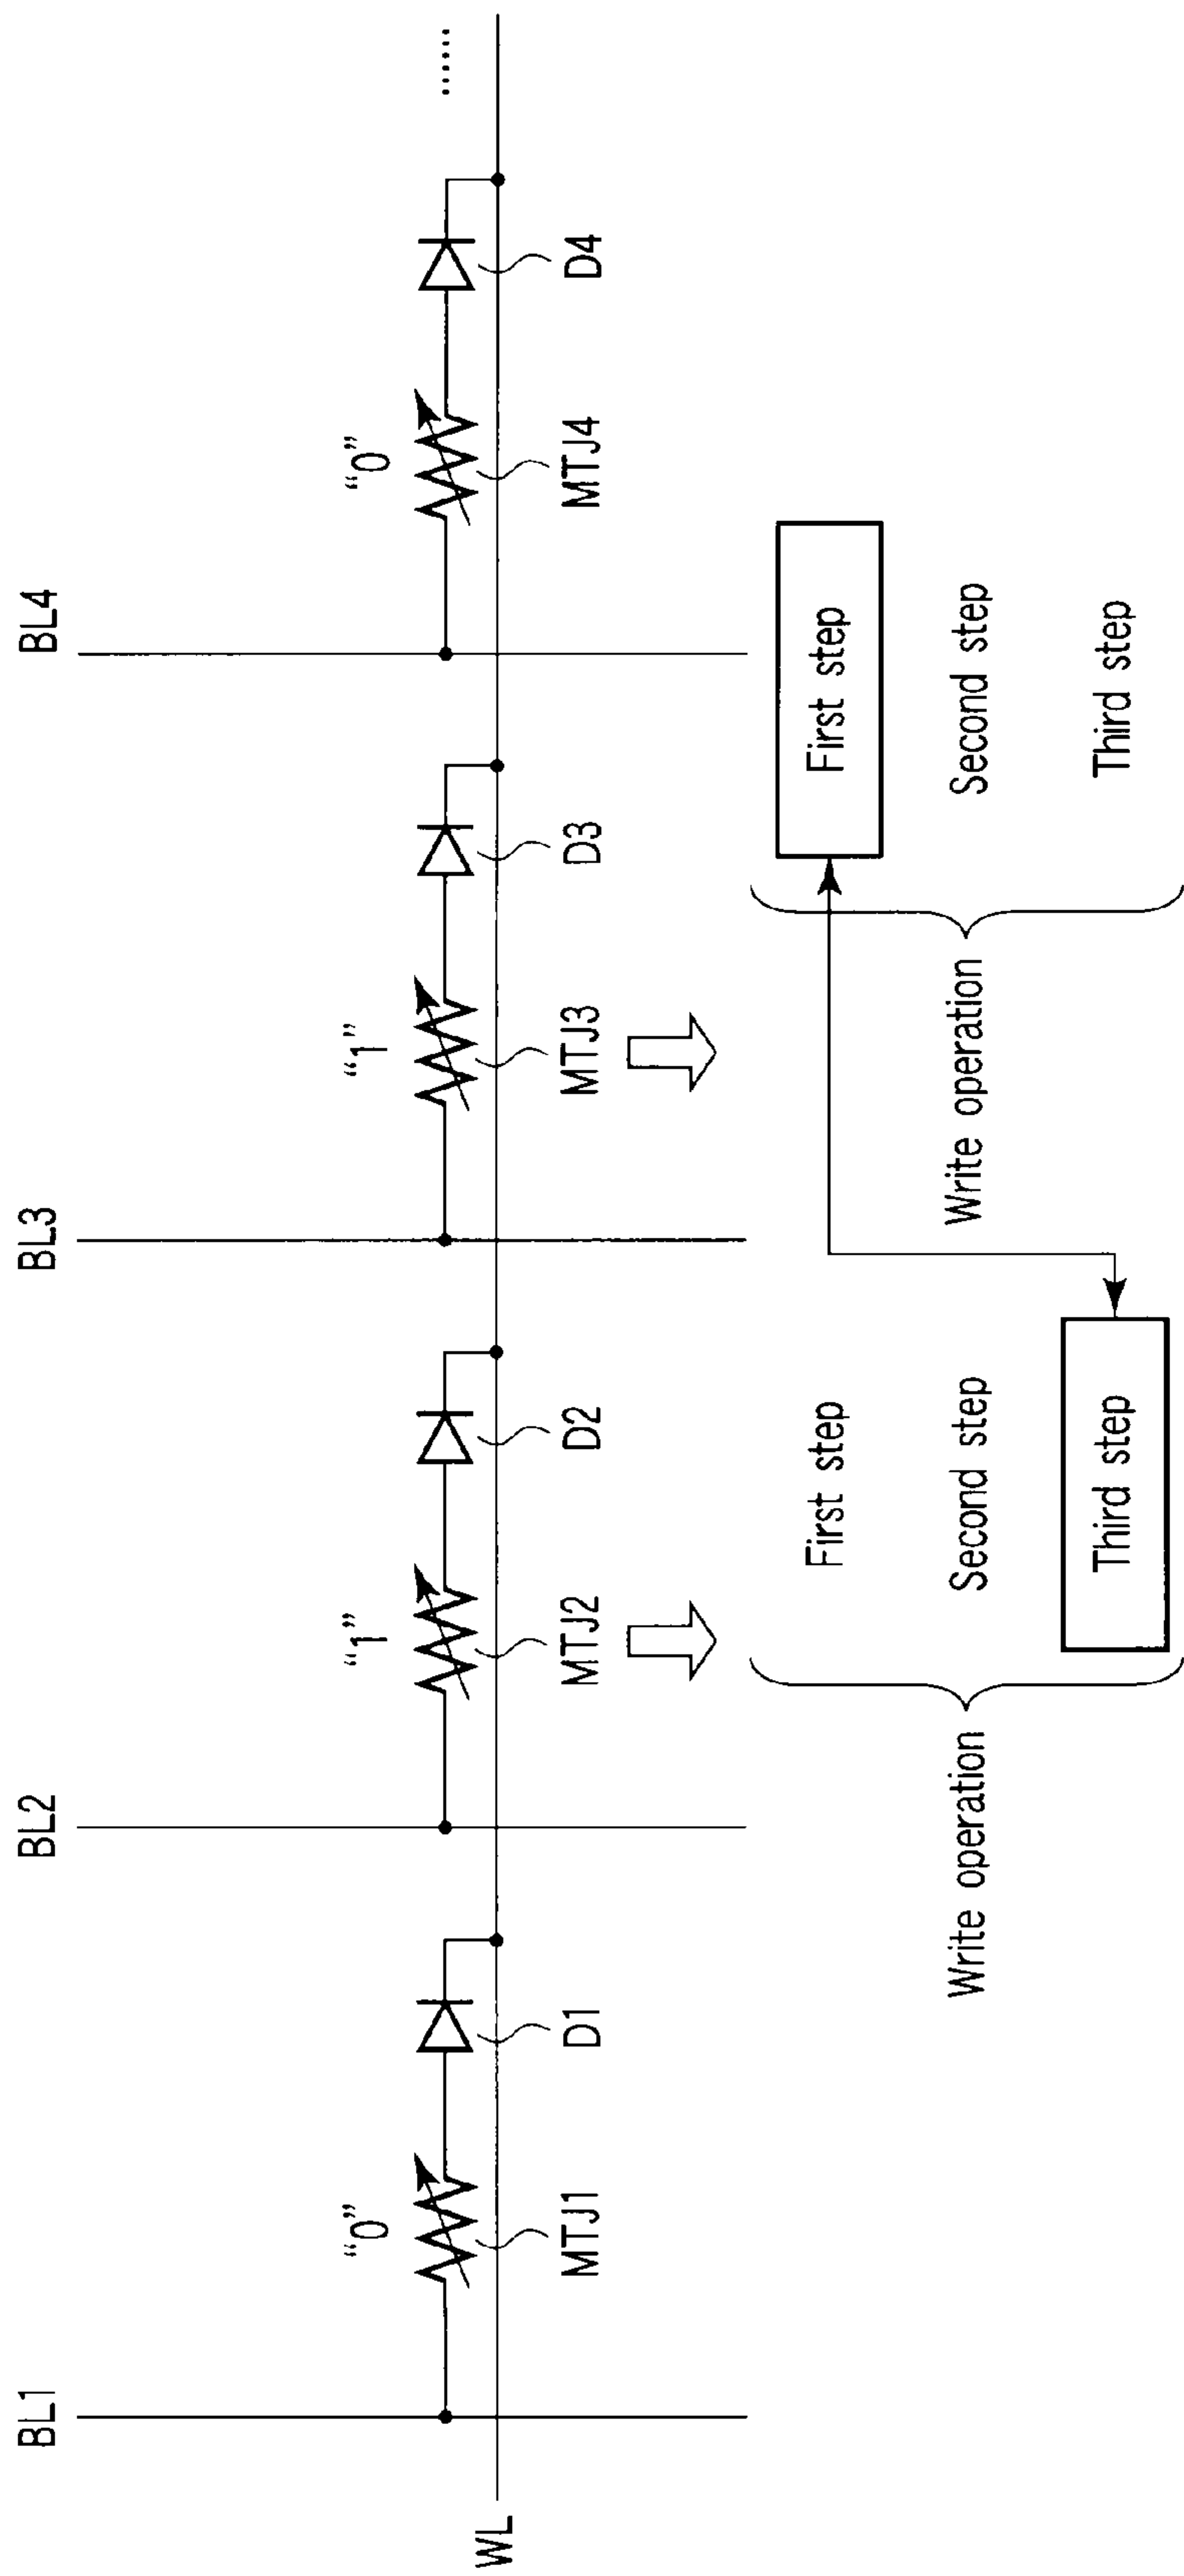 BL1
BL2
BL3
BL4
“0”
“1”
“1”
“0”
......
WL
MTJ1
D1
MTJ2
D2
MTJ3
D3
MTJ4
D4
Write operation
First step
Second step
Third step
Write operation
First step
Second step
Third step